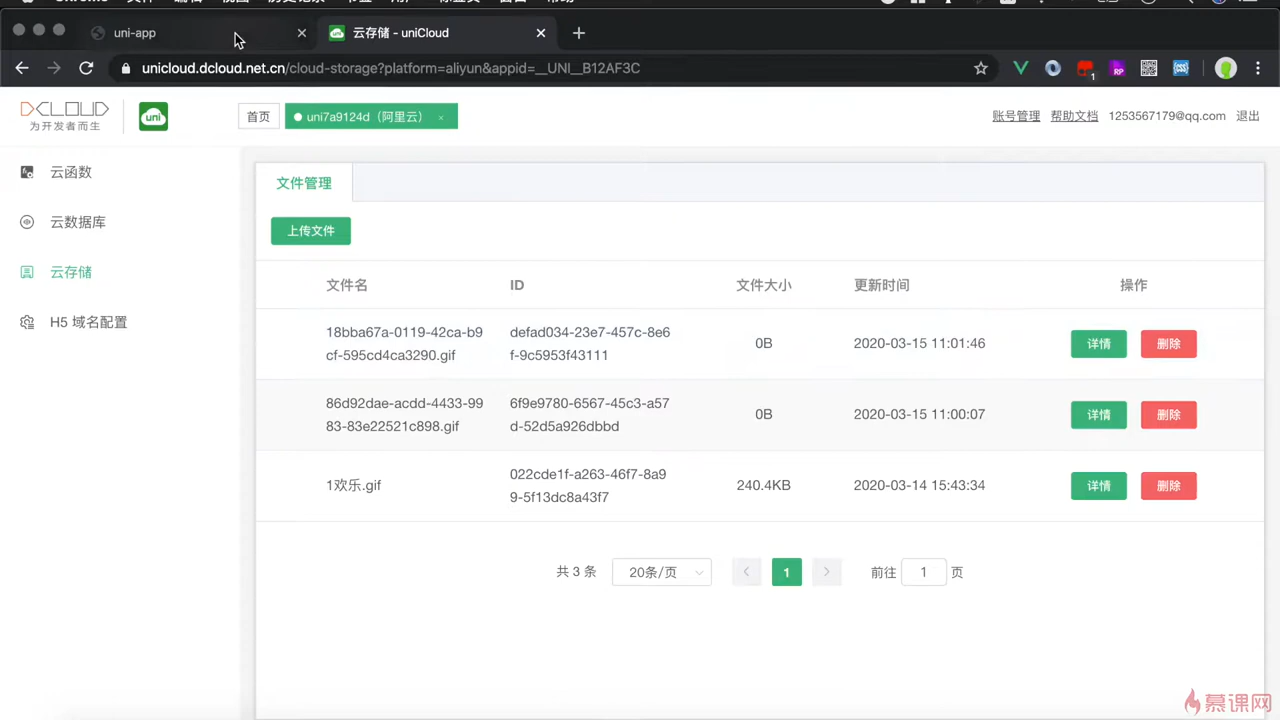 uni-app
云存储 - uniCloud
unicloud.dcloud.net.cn/cloud-storage?platform=aliyun&appid=__UNI__B12AF3C
1
RP
DCLOUD
为开发者而生
uni
首页
uni7a9124d（阿里云）
账号管理 帮助文档 1253567179@qq.com 退出
云函数
云数据库
云存储
H5 域名配置
文件管理
上传文件
文件名 ID 文件大小 更新时间 操作
18bba67a-0119-42ca-b9 defad034-23e7-457c-8e6
cf-595cd4ca3290.gif f-9c5953f43111 0B 2020-03-15 11:01:46 详情 删除
86d92dae-acdd-4433-99 6f9e9780-6567-45c3-a57
83-83e22521c898.gif d-52d5a926dbbd 0B 2020-03-15 11:00:07 详情 删除
1欢乐.gif 022cde1f-a263-46f7-8a9
9-5f13dc8a43f7 240.4KB 2020-03-14 15:43:34 详情 删除
共 3 条 20条/页 1 前往 1 页
慕课网